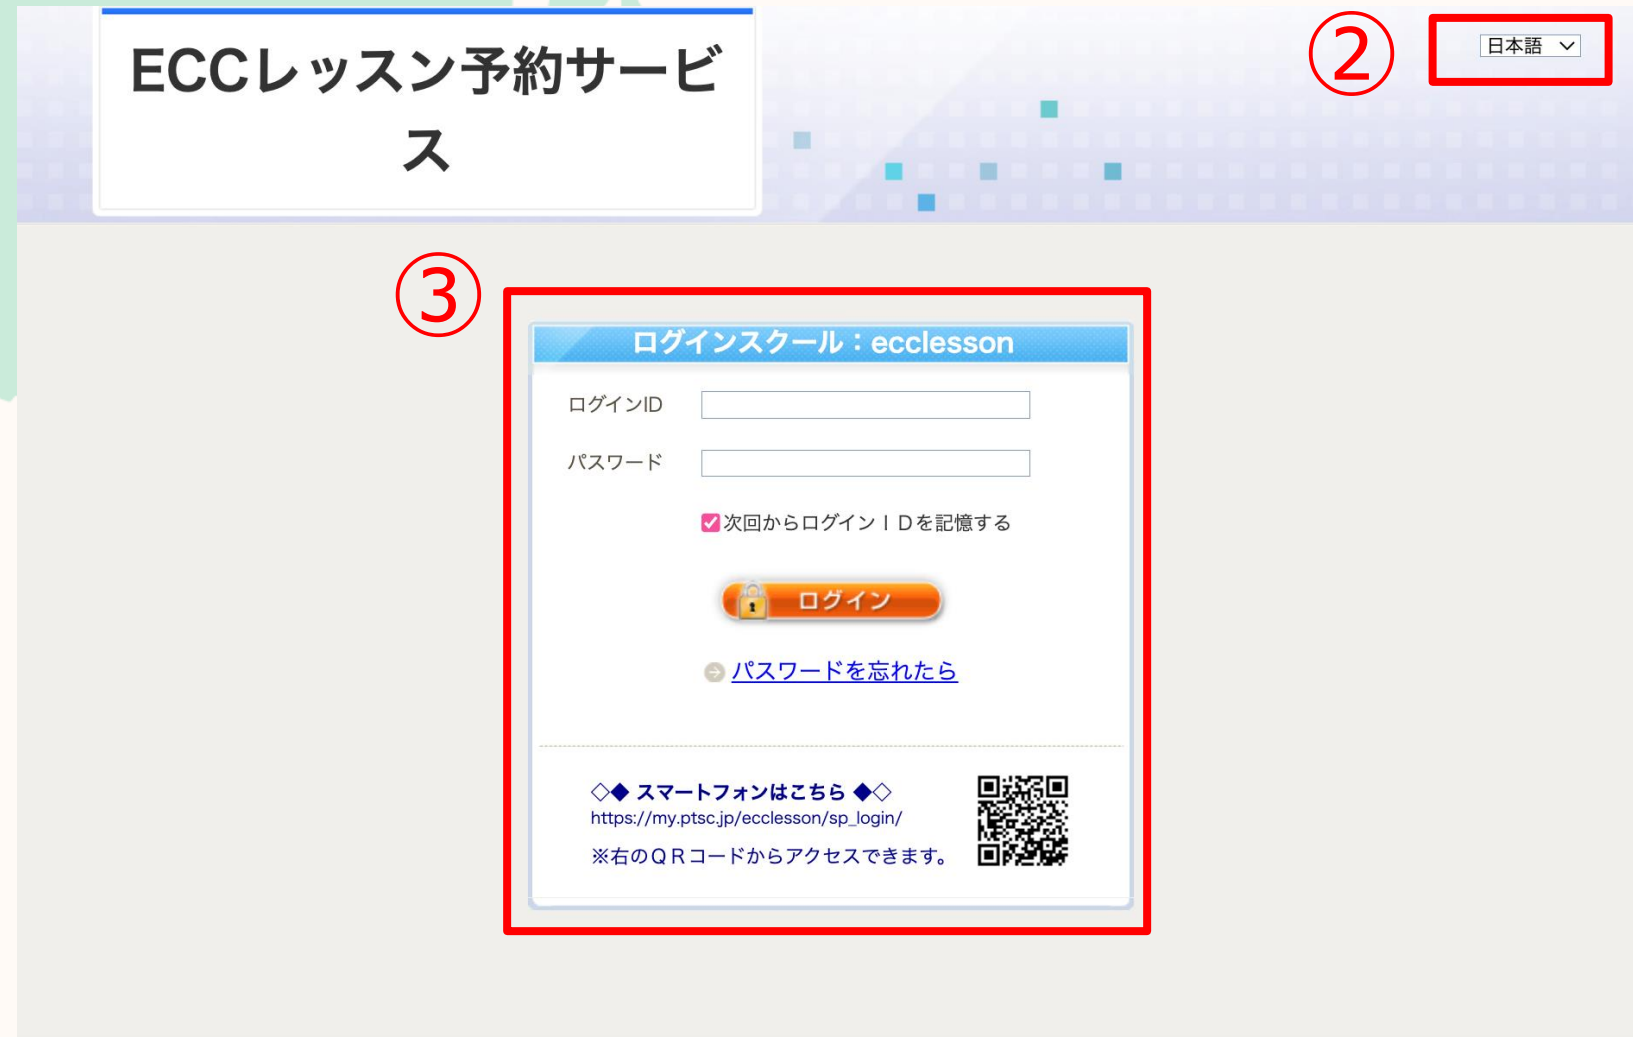 ECCレッスン予約サービ
ス
②
日本語
③
ログインスクール：ecclesson
ログインID
パスワード
次回からログインＩＤを記憶する
ログイン
パスワードを忘れたら
◇◆ スマートフォンはこちら ◆◇
https://my.ptsc.jp/ecclesson/sp_login/
※右のＱＲコードからアクセスできます。